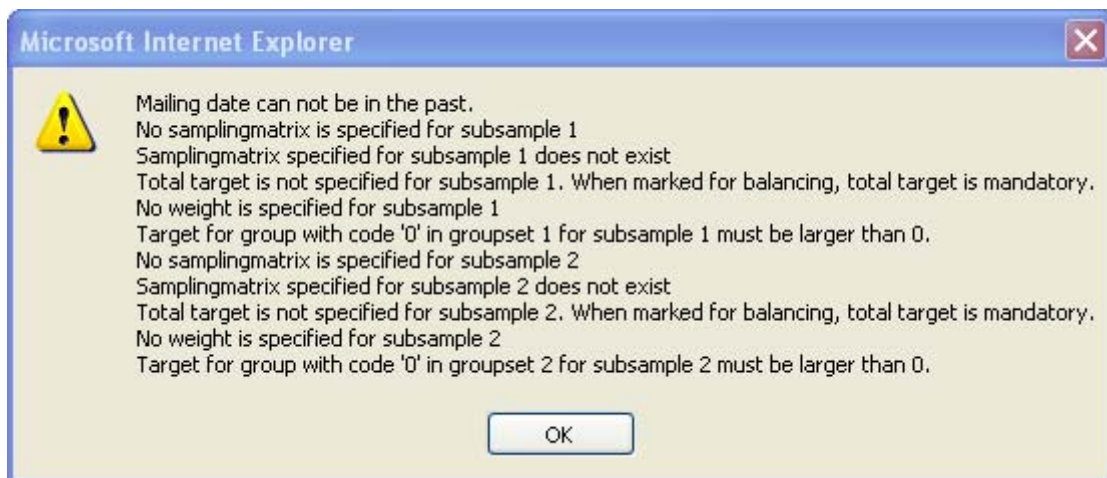 Microsoft Internet Explorer
Mailing date can not be in the past.
No samplingmatrix is specified for subsample 1
Samplingmatrix specified for subsample 1 does not exist
Total target is not specified for subsample 1. When marked for balancing, total target is mandatory.
No weight is specified for subsample 1
Target for group with code '0' in groupset 1 for subsample 1 must be larger than 0.
No samplingmatrix is specified for subsample 2
Samplingmatrix specified for subsample 2 does not exist
Total target is not specified for subsample 2. When marked for balancing, total target is mandatory.
No weight is specified for subsample 2
Target for group with code '0' in groupset 2 for subsample 2 must be larger than 0.
OK